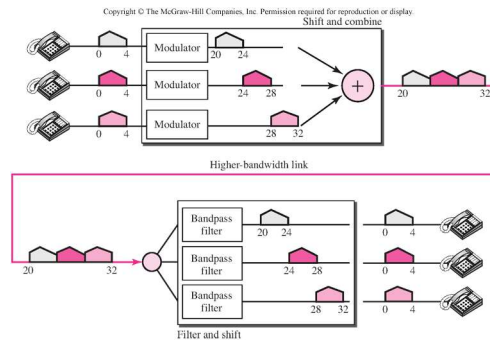 Copyright © The McGraw-Hill Companies, Inc. Permission required for reproduction or display.
Shift and combine
0 4
Modulator
20 24
0 4
Modulator
24 28
+
20 32
0 4
Modulator
28 32
Higher-bandwidth link
Bandpass
filter
20 24
0 4
20 32
Bandpass
filter
24 28
0 4
Bandpass
filter
28 32
0 4
Filter and shift